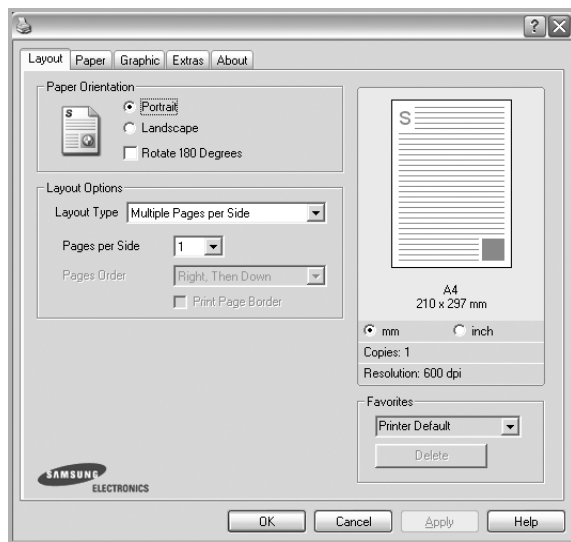 ?
Layout Paper Graphic Extras About
Paper Orientation
S
Portrait
Landscape
Rotate 180 Degrees
Layout Options
Layout Type Multiple Pages per Side
Pages per Side 1
Pages Order Right, Then Down
Print Page Border
S
A4
210 x 297 mm
mm inch
Copies: 1
Resolution: 600 dpi
Favorites
Printer Default
Delete
SAMSUNG
ELECTRONICS
OK Cancel Apply Help